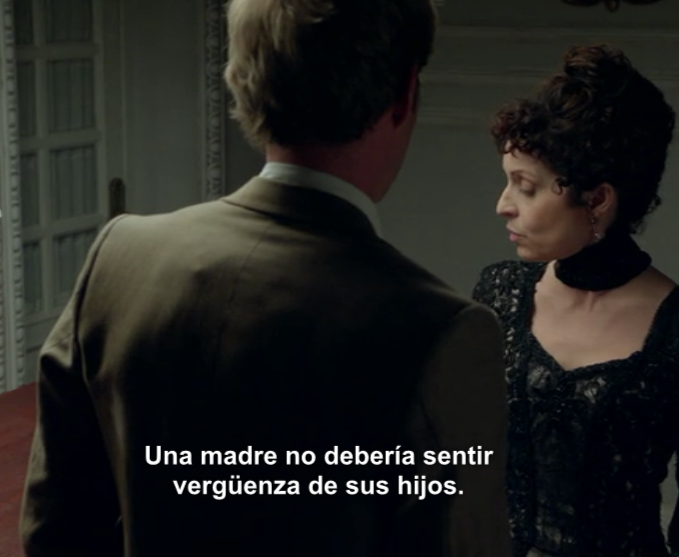 Una madre no debería sentir
vergüenza de sus hijos.